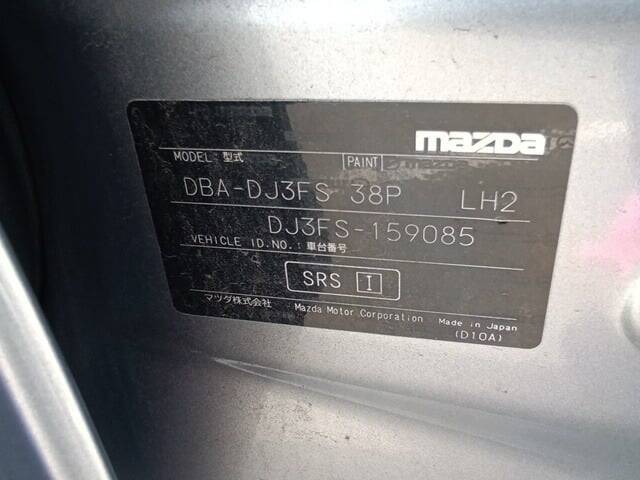 mazda
MODEL:型式 PAINT
DBA-DJ3FS 38P LH2
DJ3FS-159085
VEHICLE ID.NO.:車台番号
SRS I
マツダ株式会社 Mazda Motor Corporation Made in Japan
(D10A)